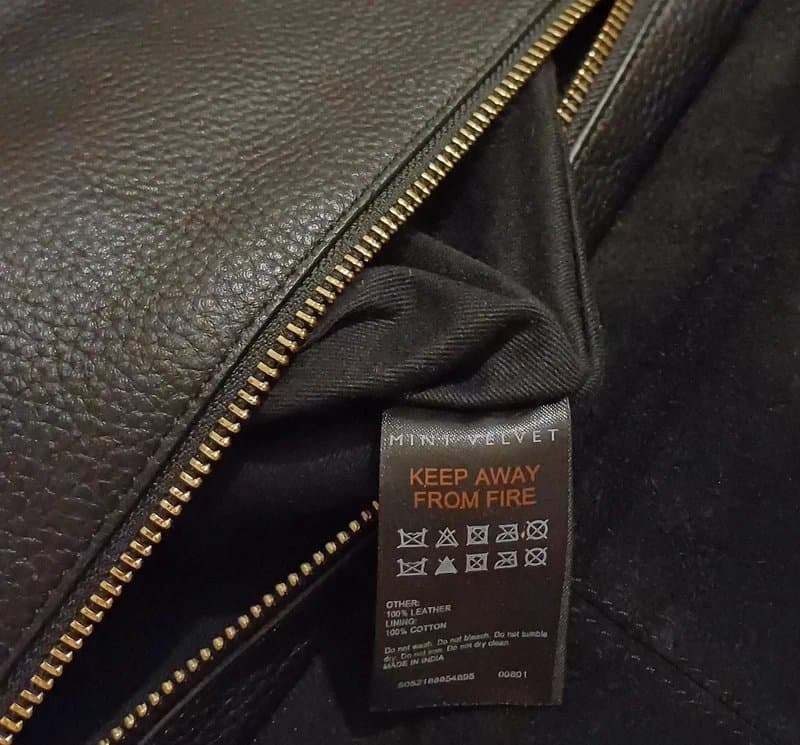 MINT VELVET
KEEP AWAY
FROM FIRE
OTHER:
100% LEATHER
LINING:
100% COTTON
Do not wash. Do not bleach. Do not tumble
dry. Do not iron. Do not dry clean.
MADE IN INDIA
00801